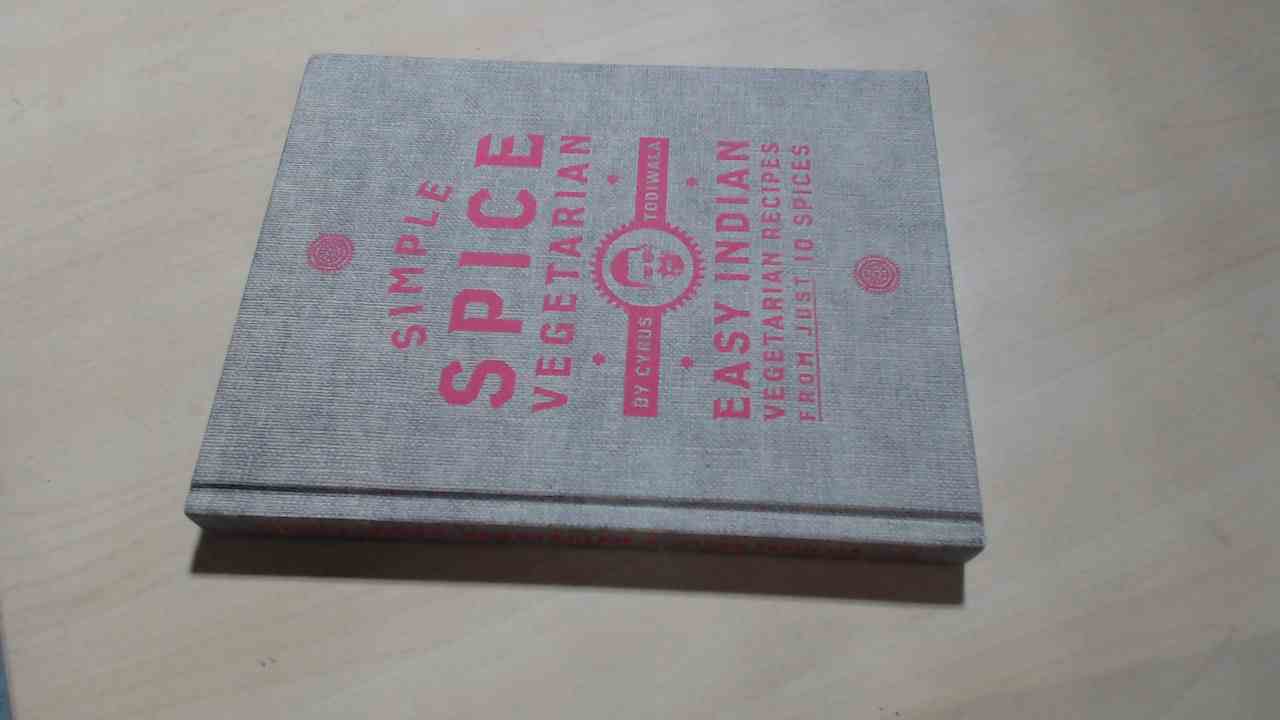 SIMPLE
SPICE
VEGETARIAN
BY CYRUS TODIWALA
EASY INDIAN
VEGETARIAN RECIPES
FROM JUST 10 SPICES